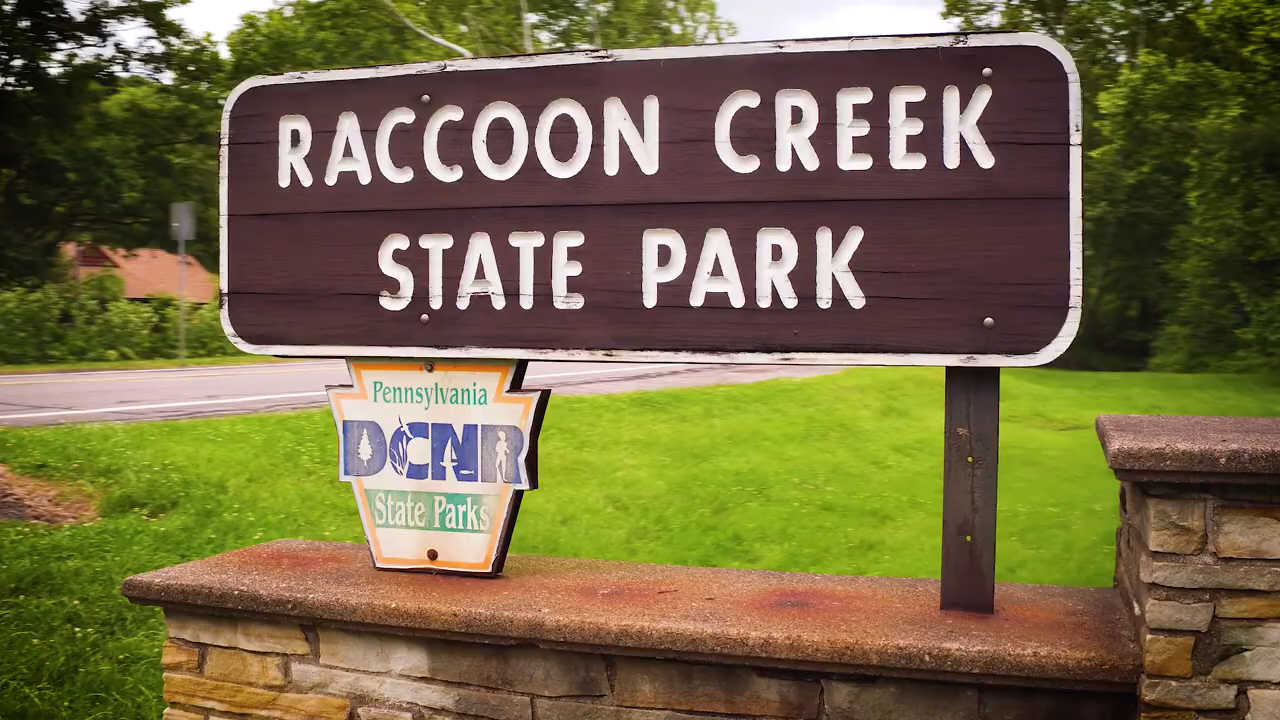 RACCOON CREEK
STATE PARK
Pennsylvania
DCNR
State Parks